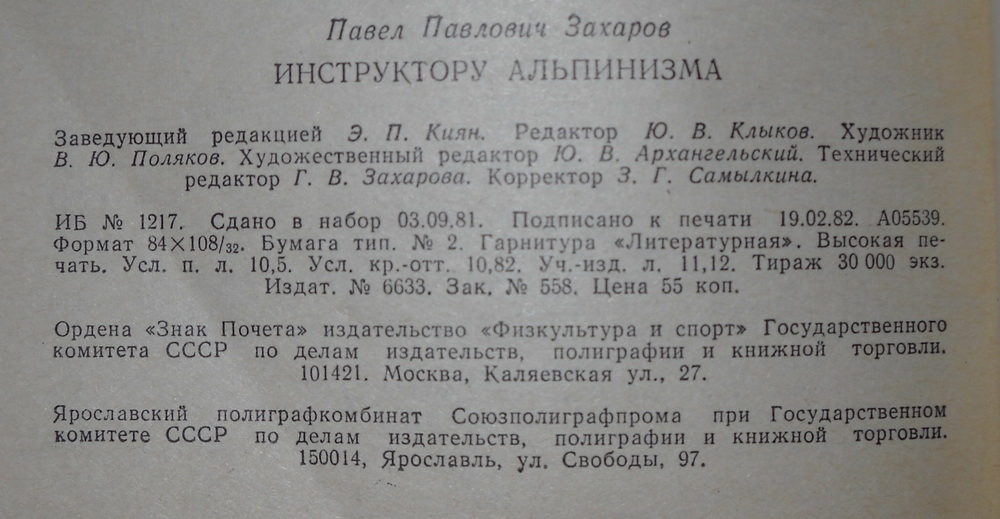 Павел Павлович Захаров
ИНСТРУКТОРУ АЛЬПИНИЗМА
Заведующий редакцией Э. П. Киян. Редактор Ю. В. Клыков. Художник
В. Ю. Поляков. Художественный редактор Ю. В. Архангельский. Технический
редактор Г. В. Захарова. Корректор З. Г. Самылкина.
ИБ № 1217. Сдано в набор 03.09.81. Подписано к печати 19.02.82. А05539.
Формат 84×108/32. Бумага тип. № 2. Гарнитура «Литературная». Высокая пе-
чать. Усл. п. л. 10,5. Усл. кр.-отт. 10,82. Уч.-изд. л. 11,12. Тираж 30 000 экз.
Издат. № 6633. Зак. № 558. Цена 55 коп.
Ордена «Знак Почета» издательство «Физкультура и спорт» Государственного
комитета СССР по делам издательств, полиграфии и книжной торговли.
101421. Москва, Каляевская ул., 27.
Ярославский полиграфкомбинат Союзполиграфпрома при Государственном
комитете СССР по делам издательств, полиграфии и книжной торговли.
150014, Ярославль, ул. Свободы, 97.